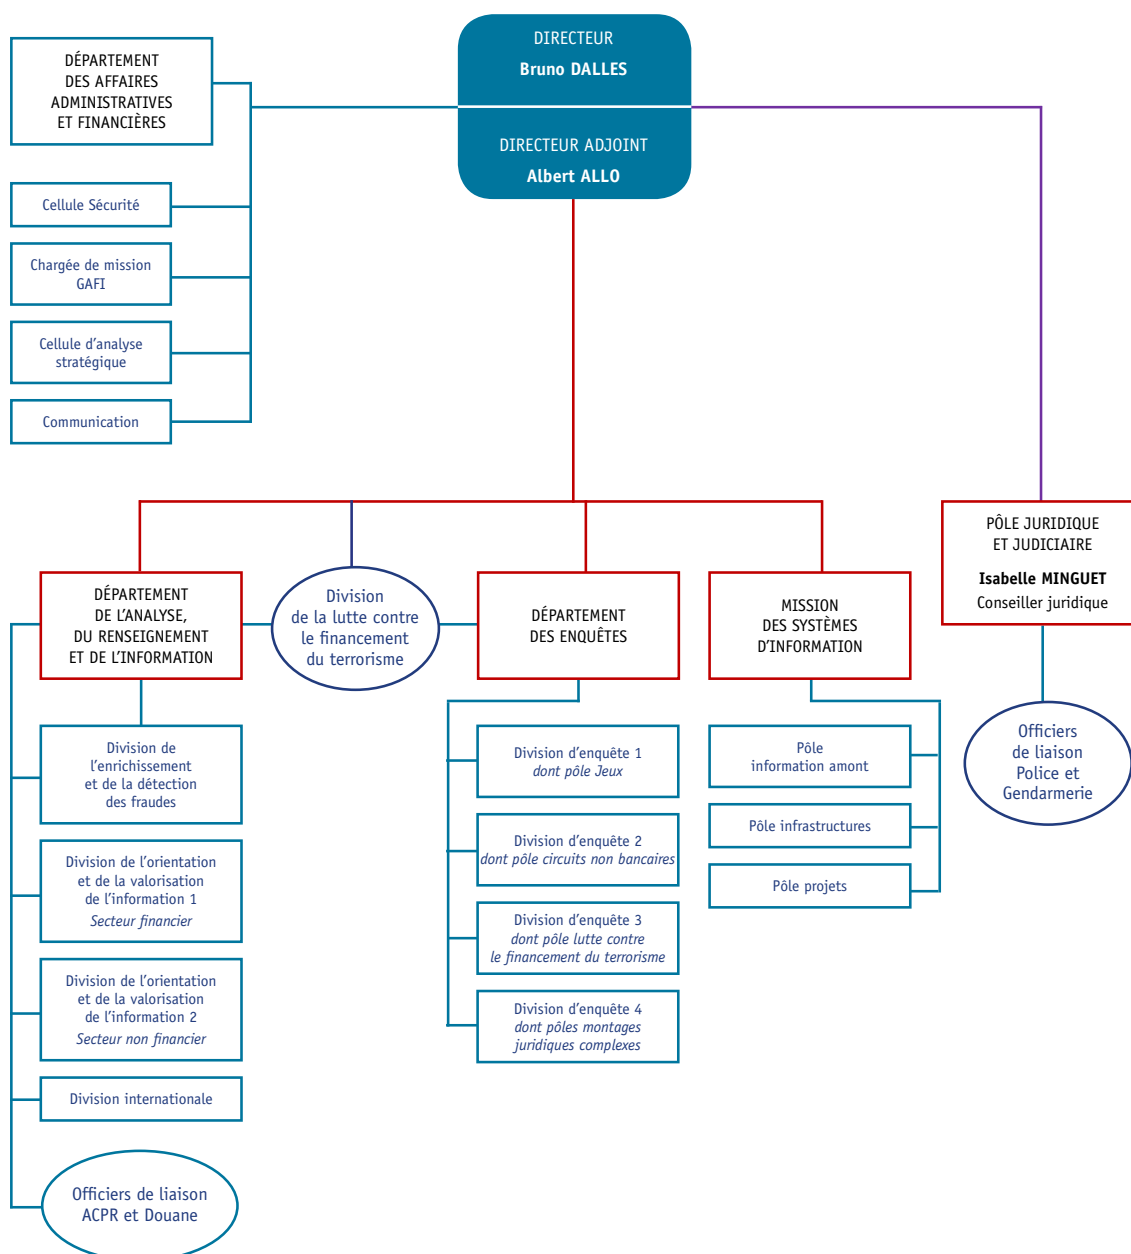 DIRECTEUR
Bruno DALLES
DIRECTEUR ADJOINT
Albert ALLO
DÉPARTEMENT
DES AFFAIRES
ADMINISTRATIVES
ET FINANCIÈRES
Cellule Sécurité
Chargée de mission
GAFI
Cellule d'analyse
stratégique
Communication
PÔLE JURIDIQUE
ET JUDICIAIRE
Isabelle MINGUET
Conseiller juridique
Officiers
de liaison
Police et
Gendarmerie
DÉPARTEMENT
DE L'ANALYSE,
DU RENSEIGNEMENT
ET DE L'INFORMATION
Division
de la lutte contre
le financement
du terrorisme
DÉPARTEMENT
DES ENQUÊTES
MISSION
DES SYSTÈMES
D'INFORMATION
Division de
l'enrichissement
et de la détection
des fraudes
Division de l'orientation
et de la valorisation
de l'information 1
Secteur financier
Division de l'orientation
et de la valorisation
de l'information 2
Secteur non financier
Division internationale
Officiers de liaison
ACPR et Douane
Division d'enquête 1
dont pôle Jeux
Division d'enquête 2
dont pôle circuits non bancaires
Division d'enquête 3
dont pôle lutte contre
le financement du terrorisme
Division d'enquête 4
dont pôles montages
juridiques complexes
Pôle
information amont
Pôle infrastructures
Pôle projets